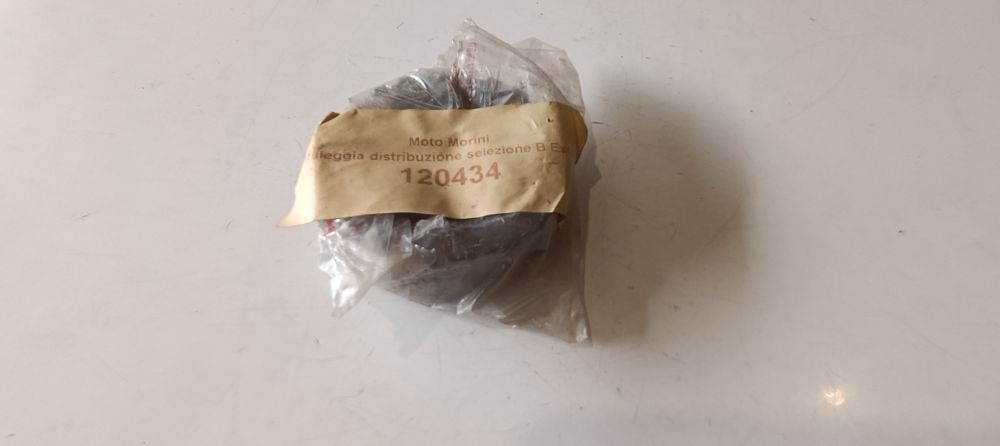 Moto Morini
distribuzione selezione B
120434